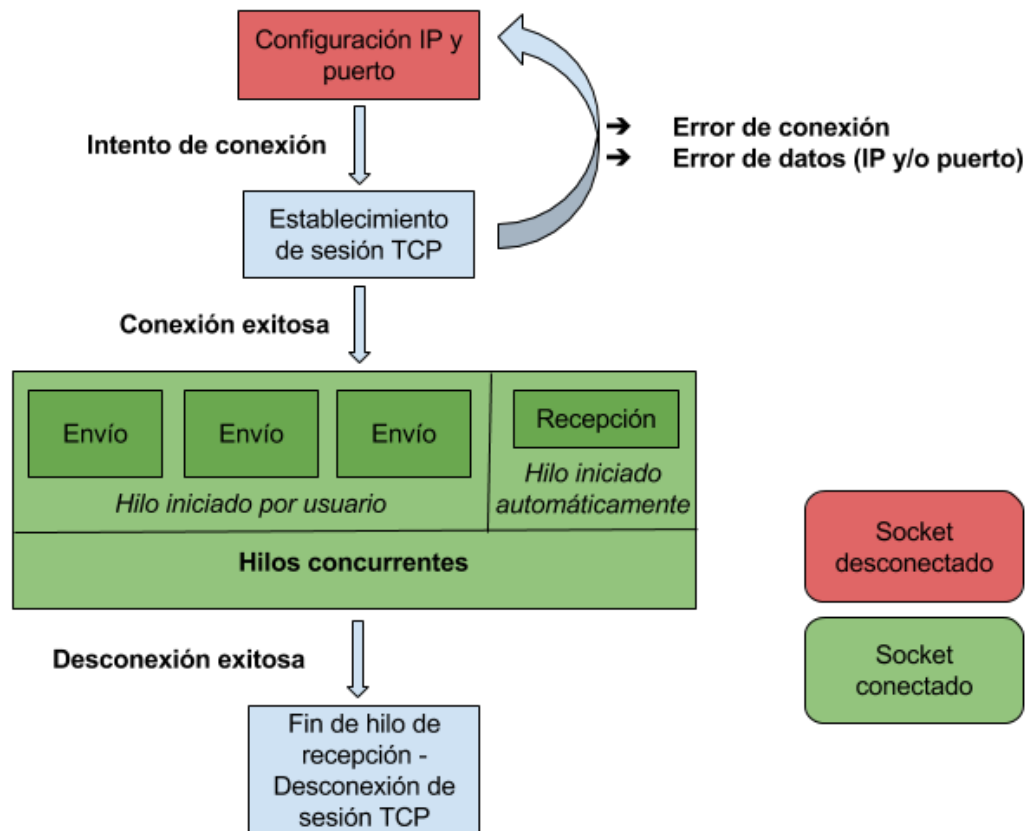 Configuración IP y
puerto
Intento de conexión
➔ Error de conexión
➔ Error de datos (IP y/o puerto)
Establecimiento
de sesión TCP
Conexión exitosa
Envío
Envío
Envío
Recepción
Hilo iniciado por usuario
Hilo iniciado
automáticamente
Hilos concurrentes
Socket
desconectado
Socket
conectado
Desconexión exitosa
Fin de hilo de
recepción -
Desconexión de
sesión TCP